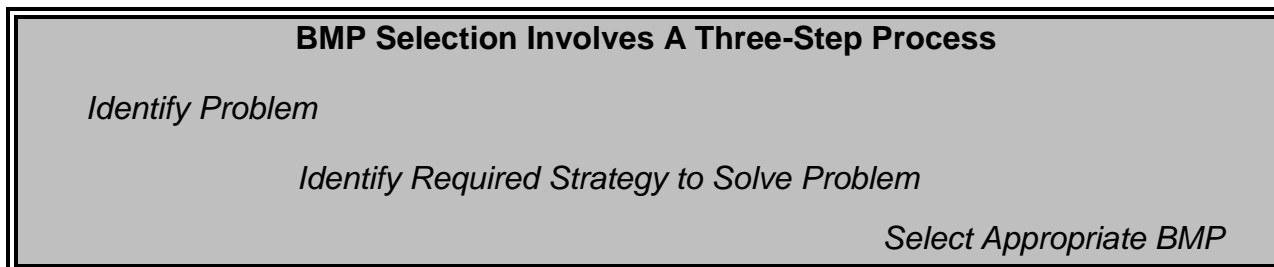 BMP Selection Involves A Three-Step Process
Identify Problem
Identify Required Strategy to Solve Problem
Select Appropriate BMP